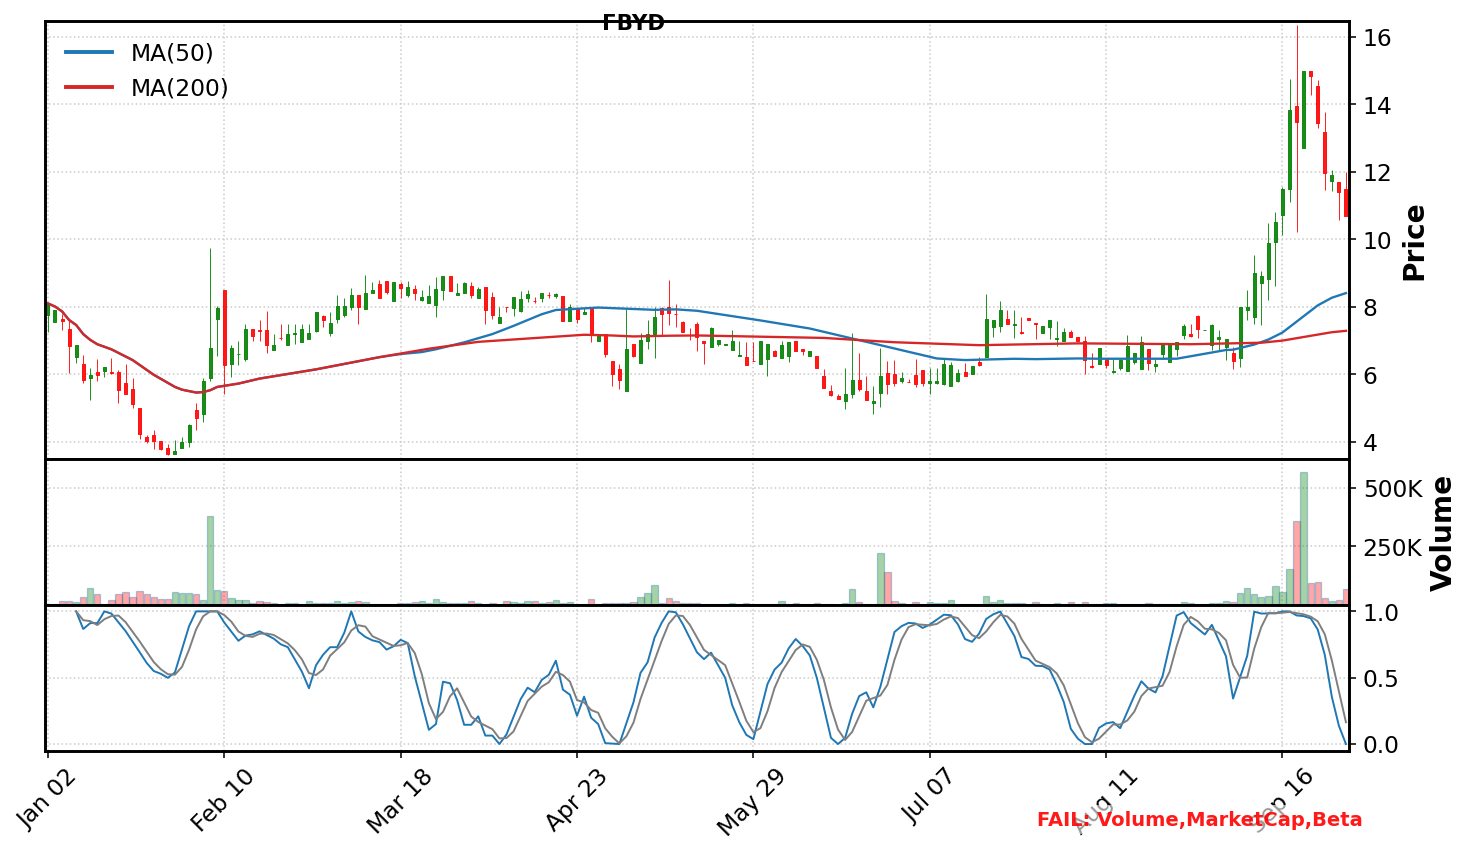 FBYD
MA(50)
MA(200)
16
14
12
10
8
6
4
Price
500K
250K
Volume
1.0
0.5
0.0
Jan 02
Feb 10
Mar 18
Apr 23
May 29
Jul 07
Aug 11
Sep 16
FAIL: Volume,MarketCap,Beta